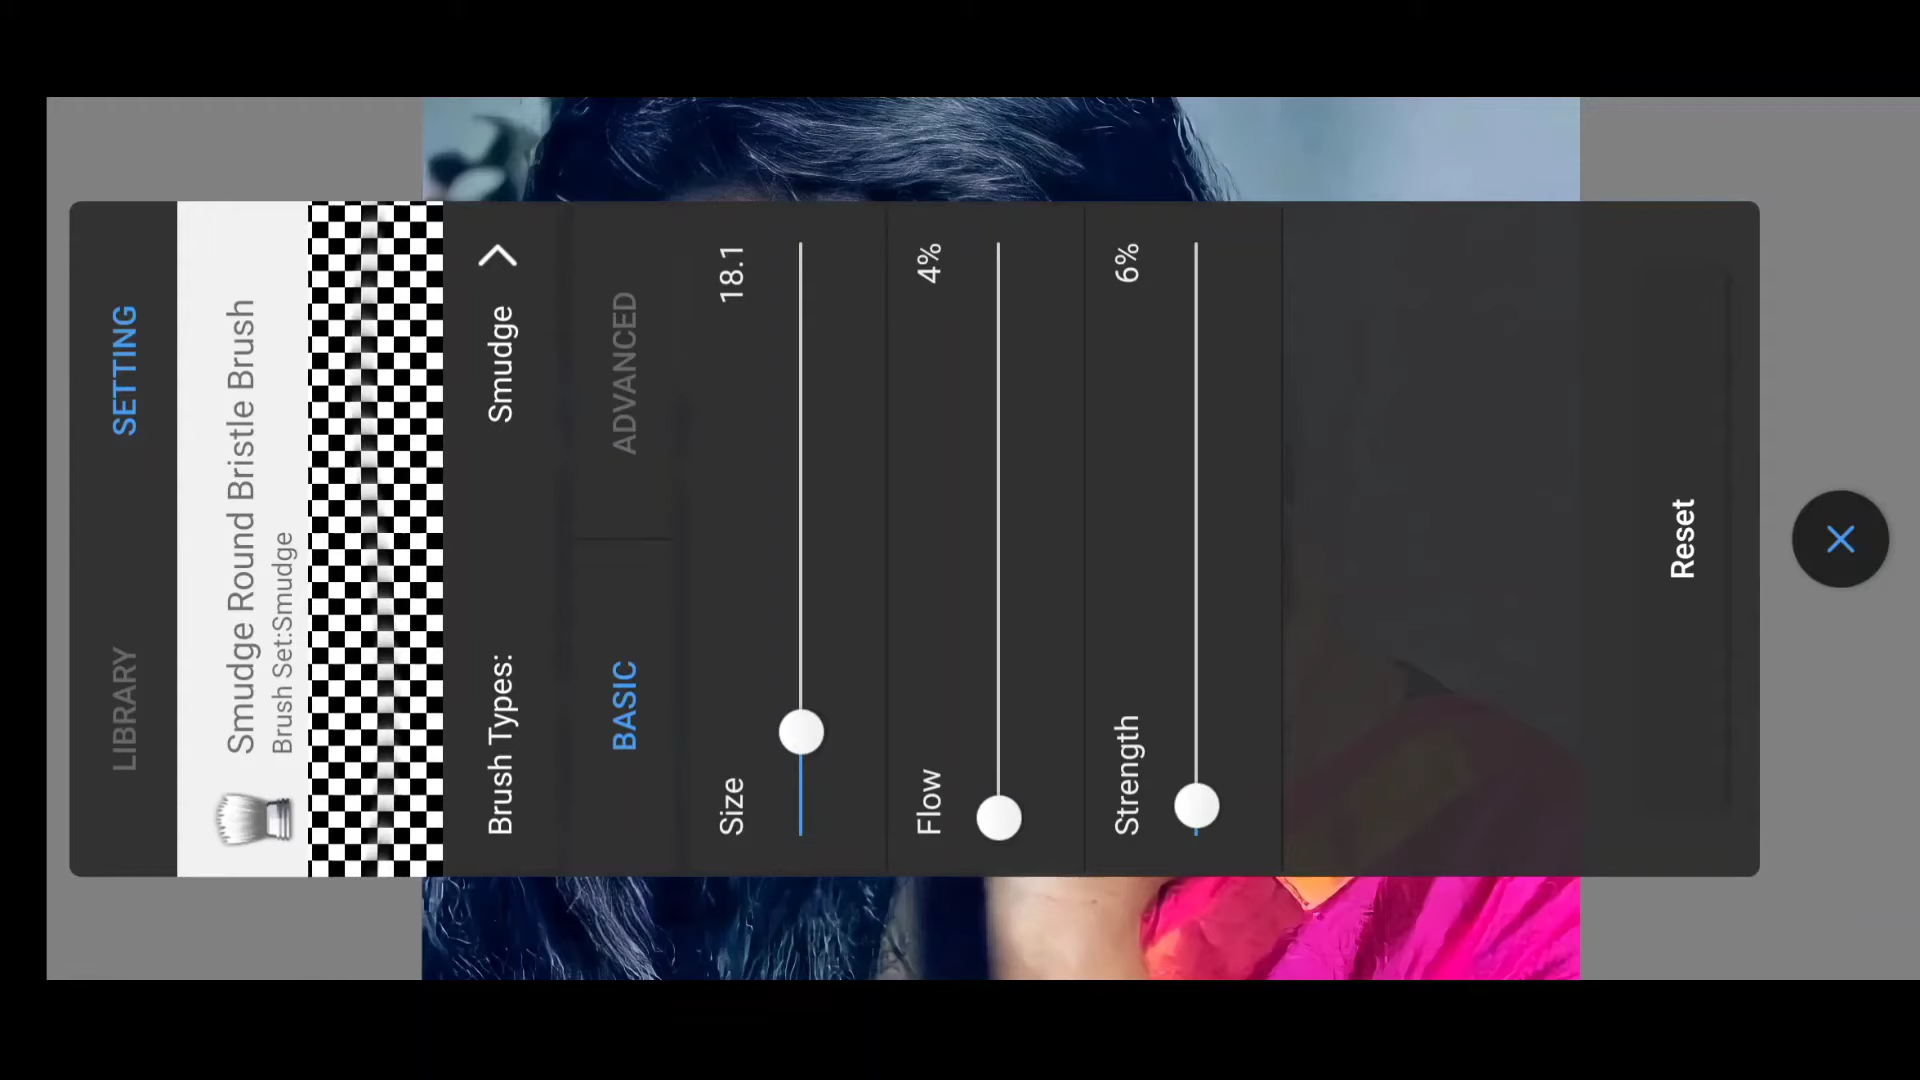 LIBRARY SETTING
Smudge Round Bristle Brush
Brush Set:Smudge
Brush Types: Smudge
BASIC ADVANCED
Size 18.1
Flow 4%
Strength 6%
Reset